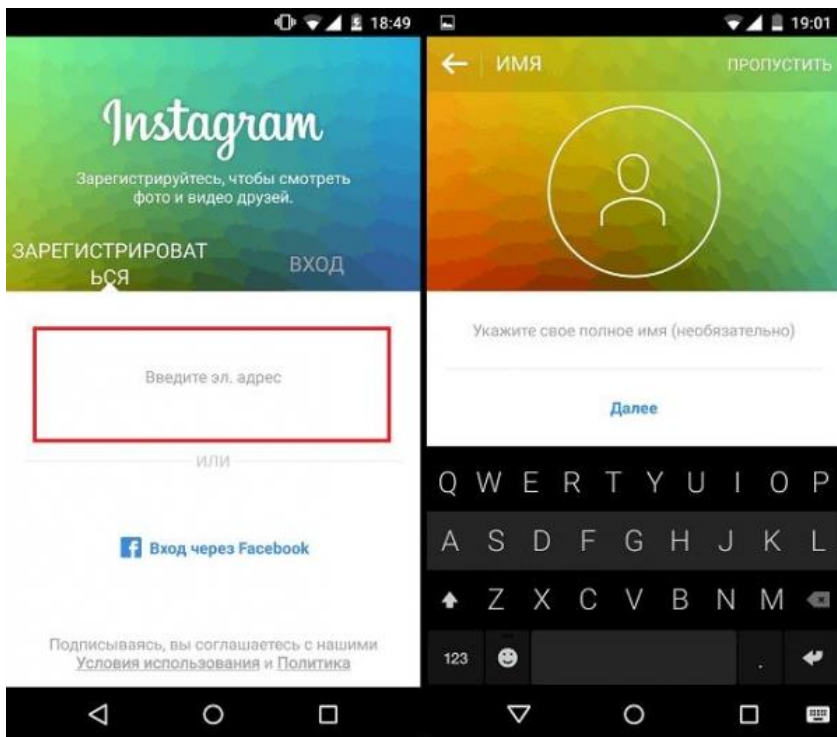 18:49
Instagram
Зарегистрируйтесь, чтобы смотреть
фото и видео друзей.
ЗАРЕГИСТРИРОВАТ
ЬСЯ
ВХОД
Введите эл. адрес
ИЛИ
Вход через Facebook
Подписываясь, вы соглашаетесь с нашими
Условия использования и Политика
19:01
ИМЯ
ПРОПУСТИТЬ
Укажите свое полное имя (необязательно)
Далее
Q W E R T Y U I O P
A S D F G H J K L
Z X C V B N M
123 .